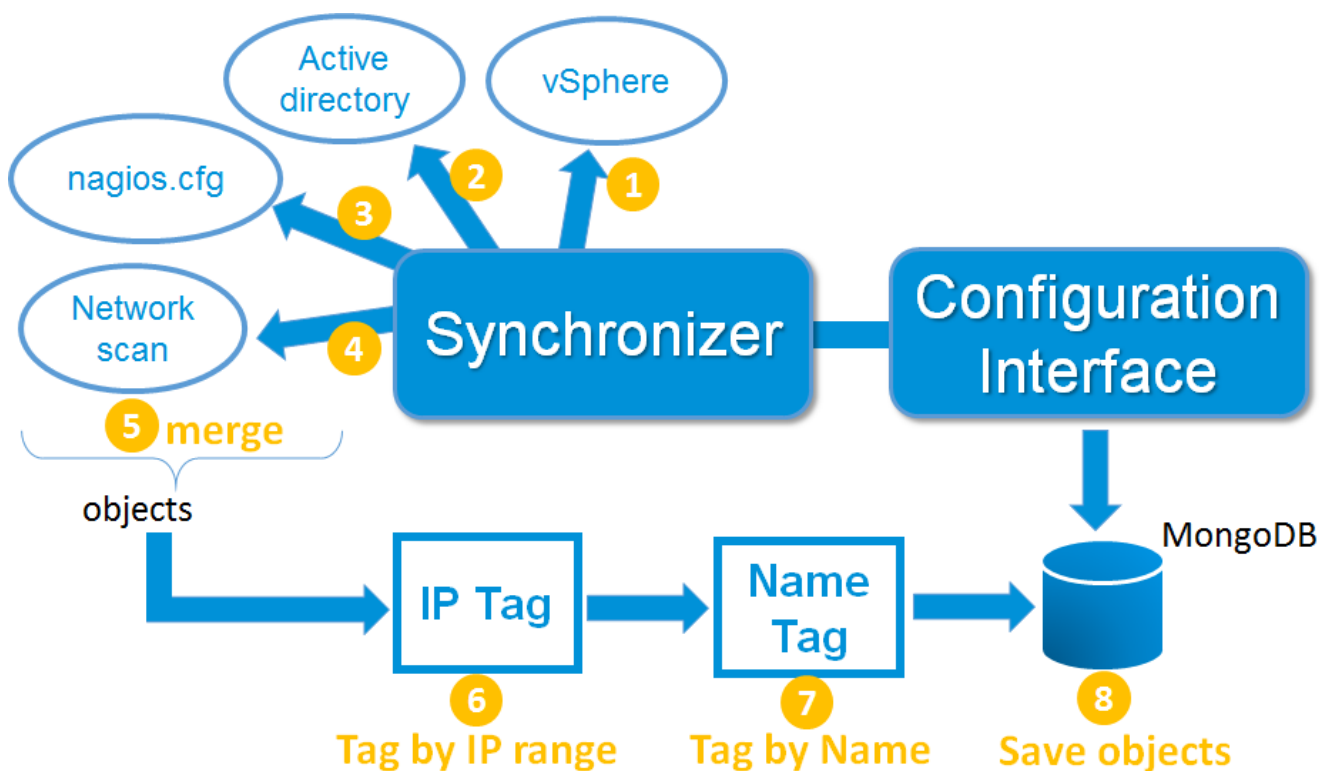 Active
directory
vSphere
nagios.cfg
2
1
3
Network
scan
4
Synchronizer
Configuration
Interface
5 merge
objects
MongoDB
IP Tag
Name
Tag
6
7
8
Tag by IP range
Tag by Name
Save objects